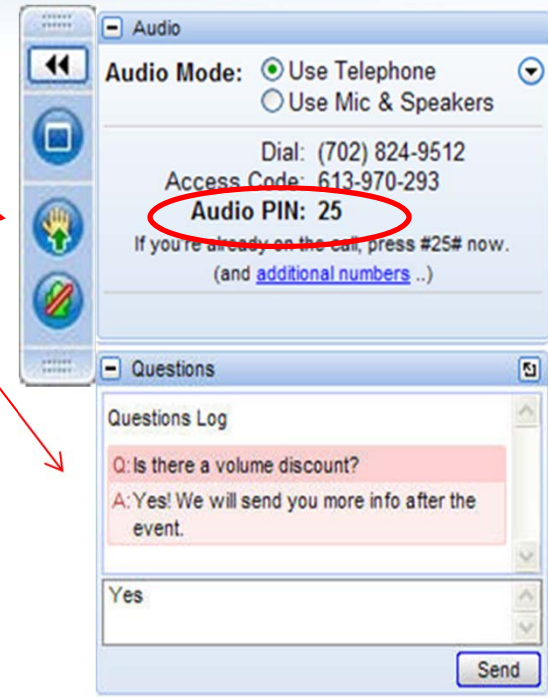 Audio
Audio Mode: Use Telephone
Use Mic & Speakers
Dial: (702) 824-9512
Access Code: 613-970-293
Audio PIN: 25
If you're already on the call, press #25# now.
(and additional numbers ..)
Questions
Questions Log
Q: Is there a volume discount?
A: Yes! We will send you more info after the
event.
Yes
Send